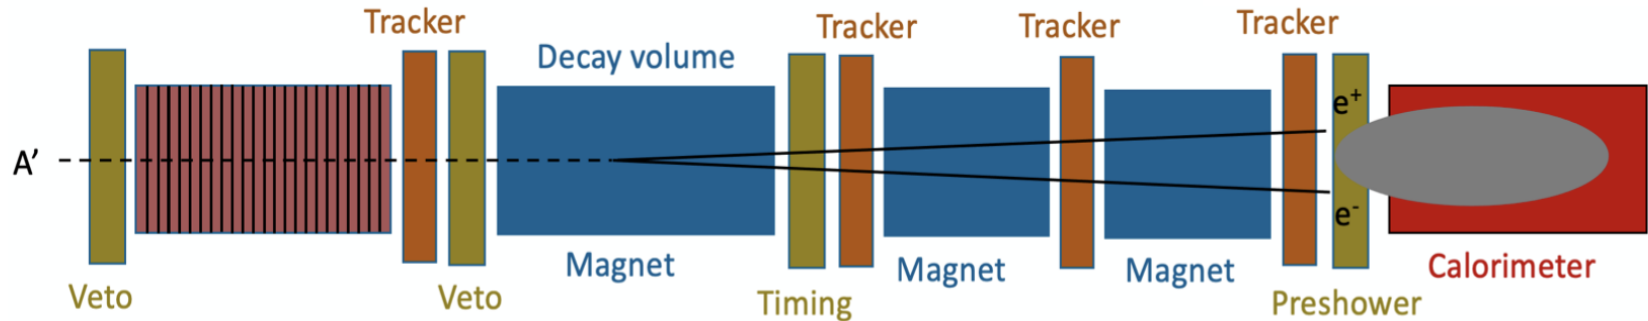 Tracker
Tracker
Tracker
Tracker
Decay volume
e⁺
A’
e⁻
Magnet
Magnet
Magnet
Calorimeter
Veto
Veto
Timing
Preshower